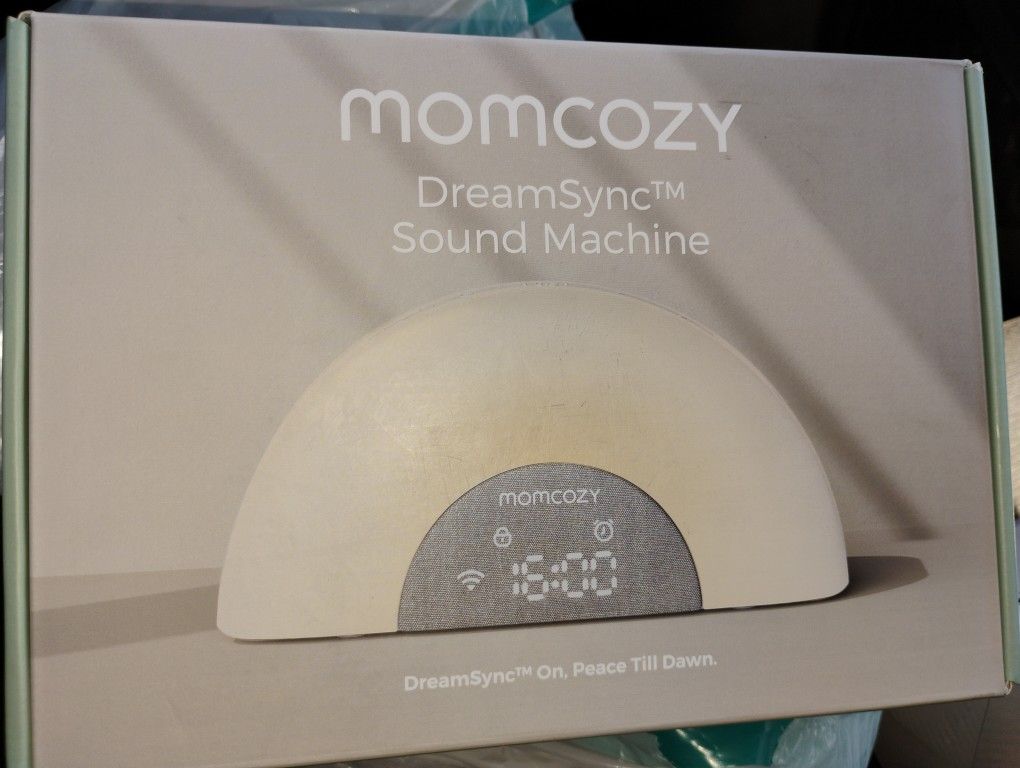 momcozy
DreamSync™
Sound Machine
momcozy
16:00
DreamSync™ On, Peace Till Dawn.